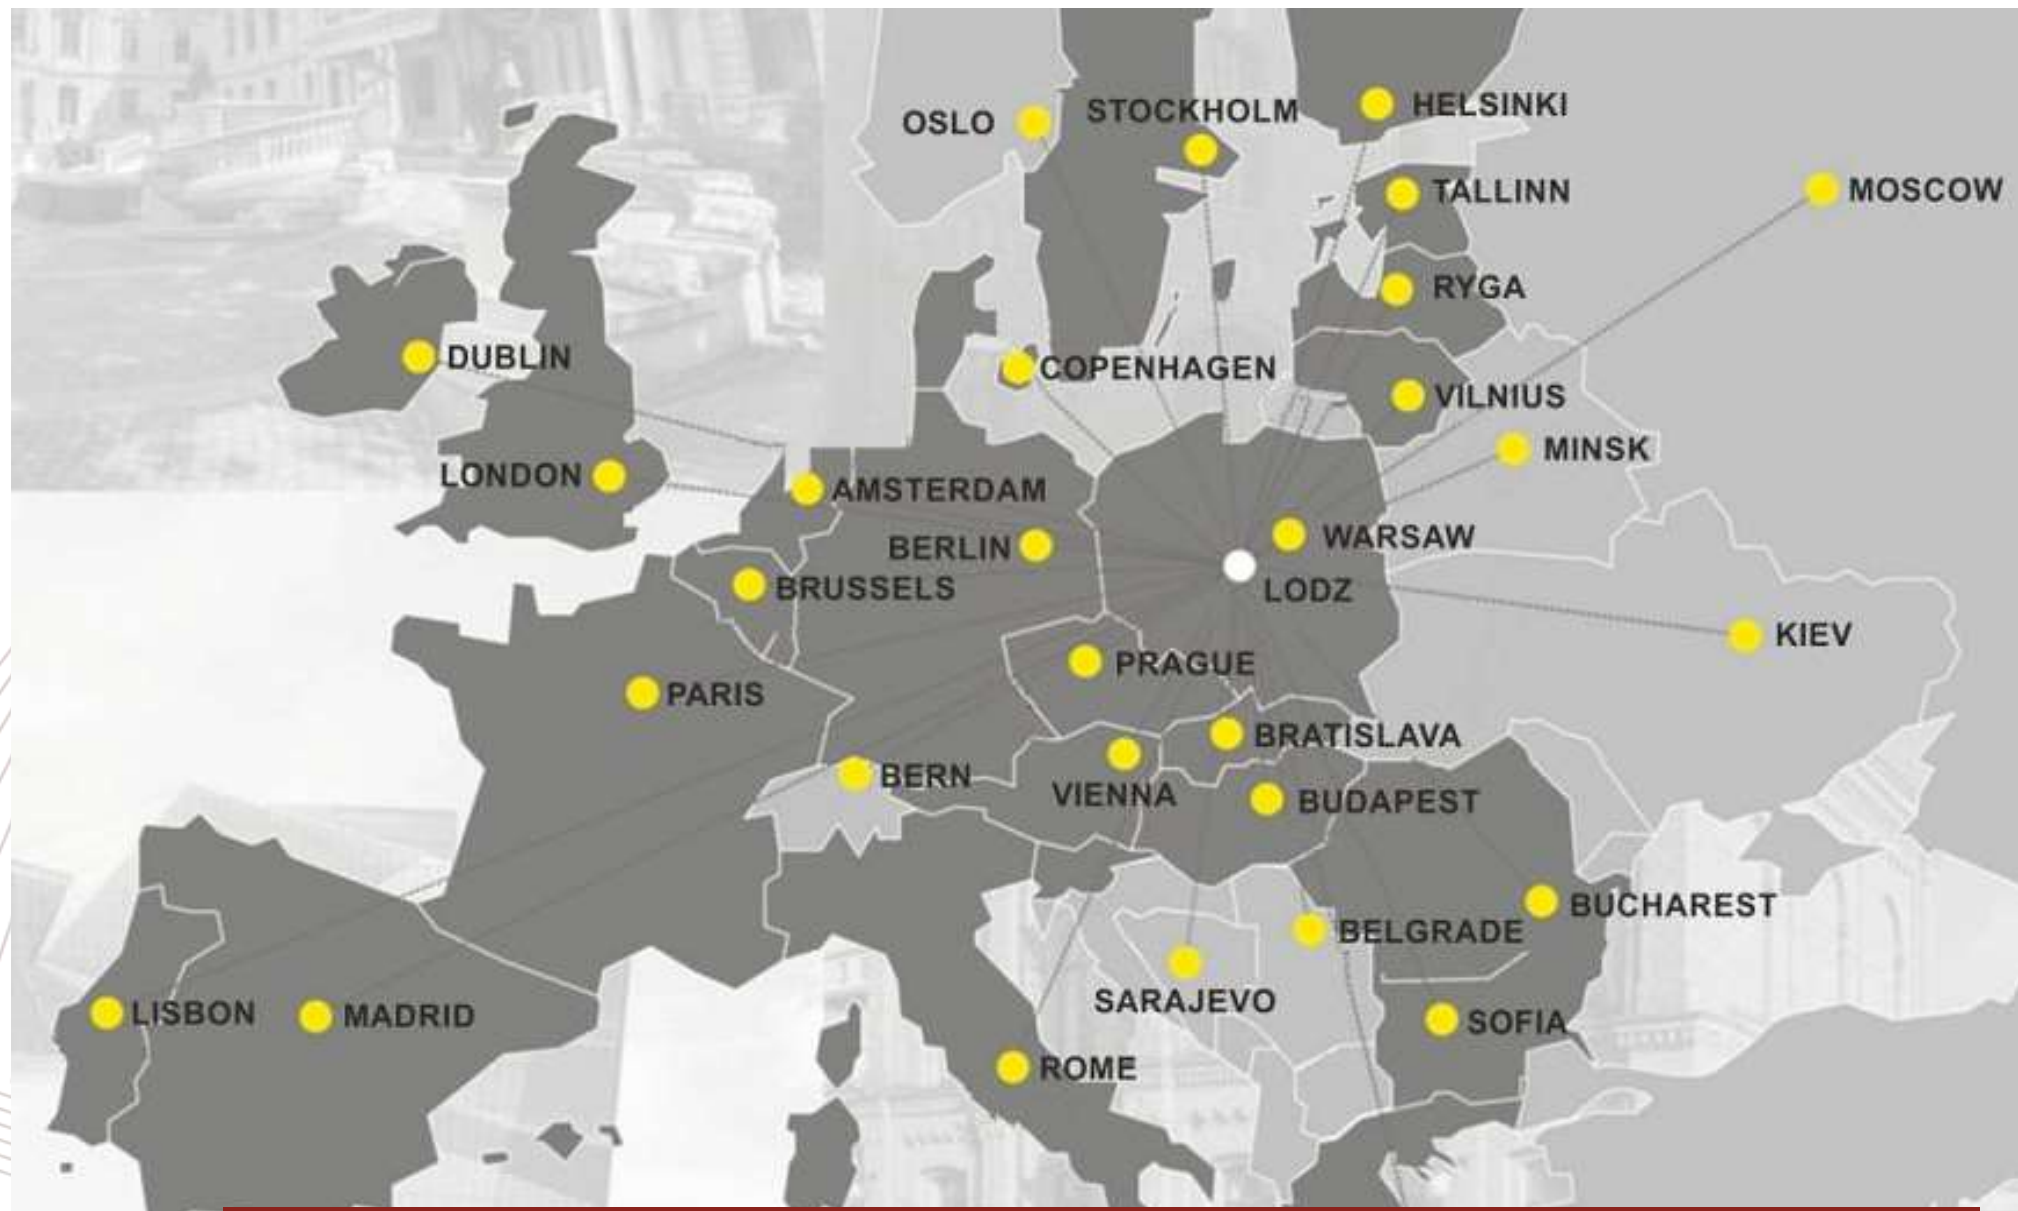 OSLO
STOCKHOLM
HELSINKI
TALLINN
MOSCOW
RYGA
DUBLIN
COPENHAGEN
VILNIUS
MINSK
LONDON
AMSTERDAM
BERLIN
WARSAW
LODZ
BRUSSELS
KIEV
PRAGUE
PARIS
BRATISLAVA
BERN
VIENNA
BUDAPEST
BUCHAREST
BELGRADE
SARAJEVO
LISBON
MADRID
SOFIA
ROME